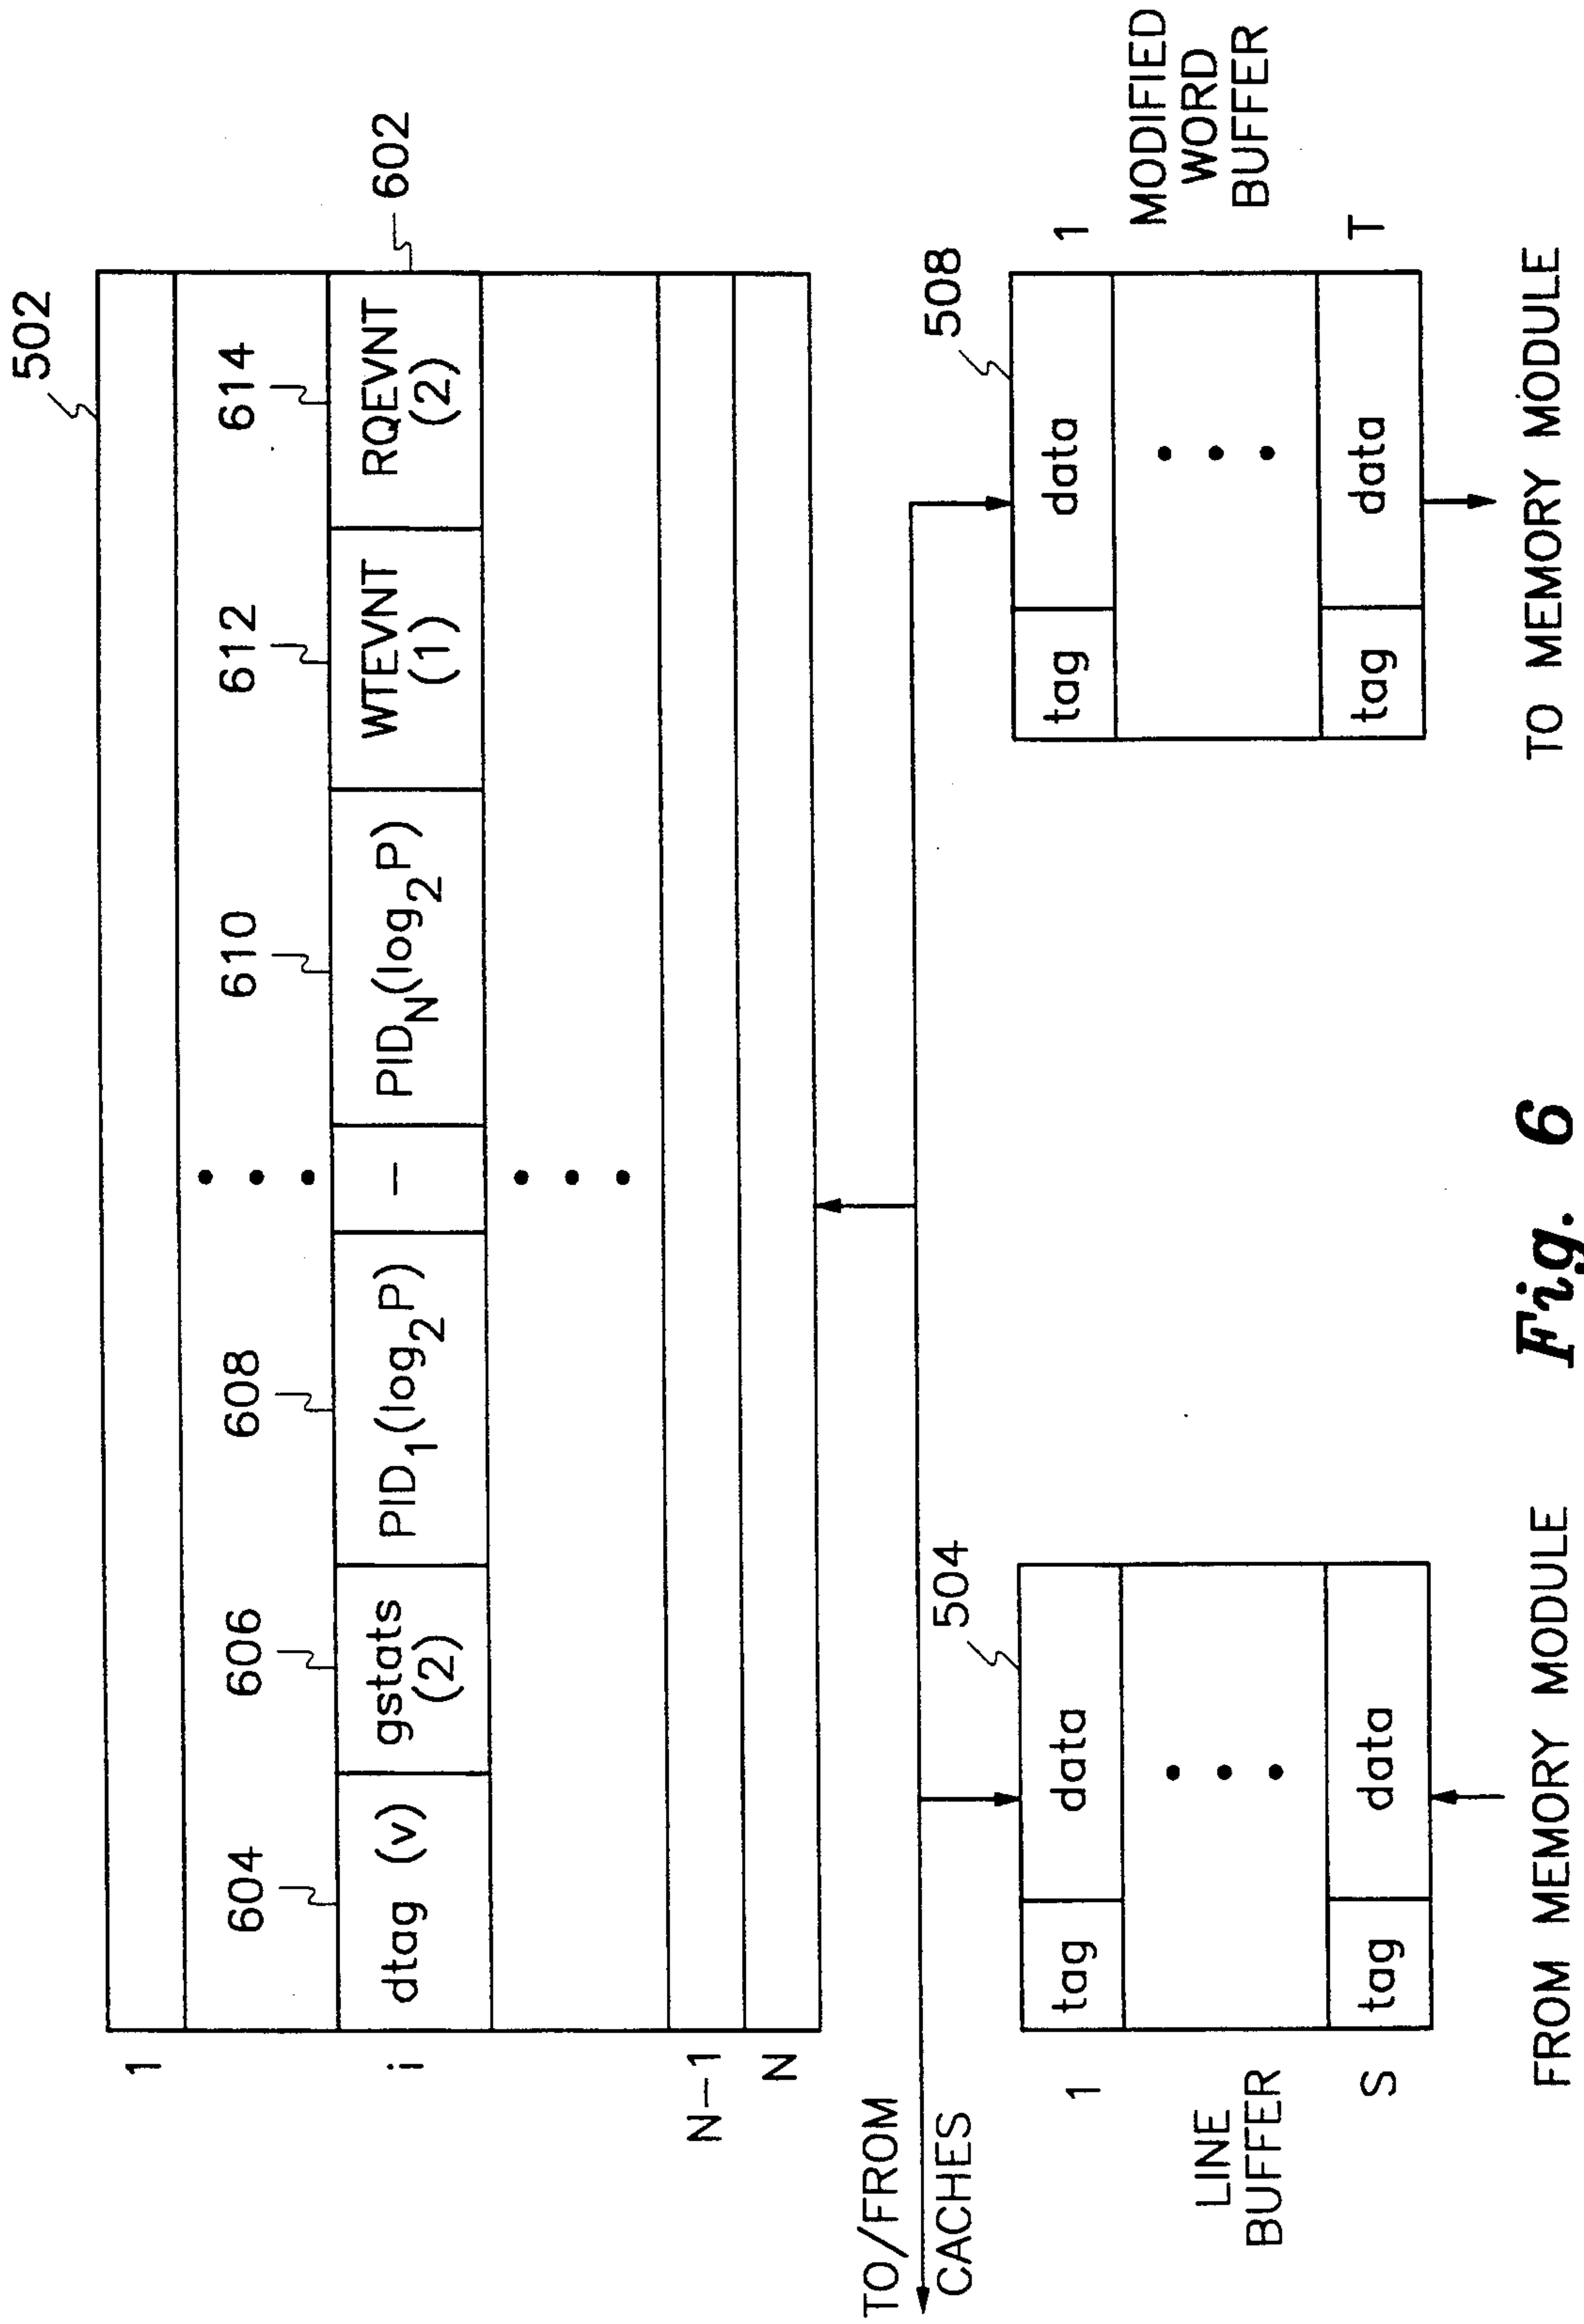 502
604
606
608
610
612
614
602
1
i
N-1
N
dtag (v)
gstats
(2)
PID₁(log₂P)
–
PID_N(log₂P)
WTEVNT
(1)
RQEVNT
(2)
TO/FROM
CACHES
504
LINE
BUFFER
1
S
tag
data
tag
data
FROM MEMORY MODULE
508
tag
data
tag
data
1
T
MODIFIED
WORD
BUFFER
TO MEMORY MODULE
Fig. 6